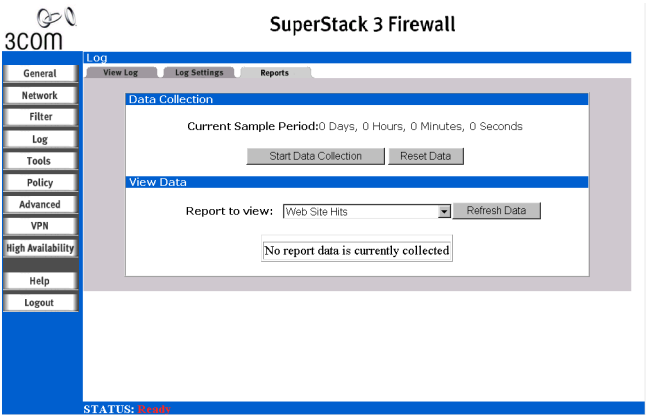 3COM
SuperStack 3 Firewall
Log
View Log Log Settings Reports
General
Network
Filter
Log
Tools
Policy
Advanced
VPN
High Availability
Help
Logout
Data Collection
Current Sample Period:0 Days, 0 Hours, 0 Minutes, 0 Seconds
Start Data Collection Reset Data
View Data
Report to view: Web Site Hits Refresh Data
No report data is currently collected
STATUS: Ready